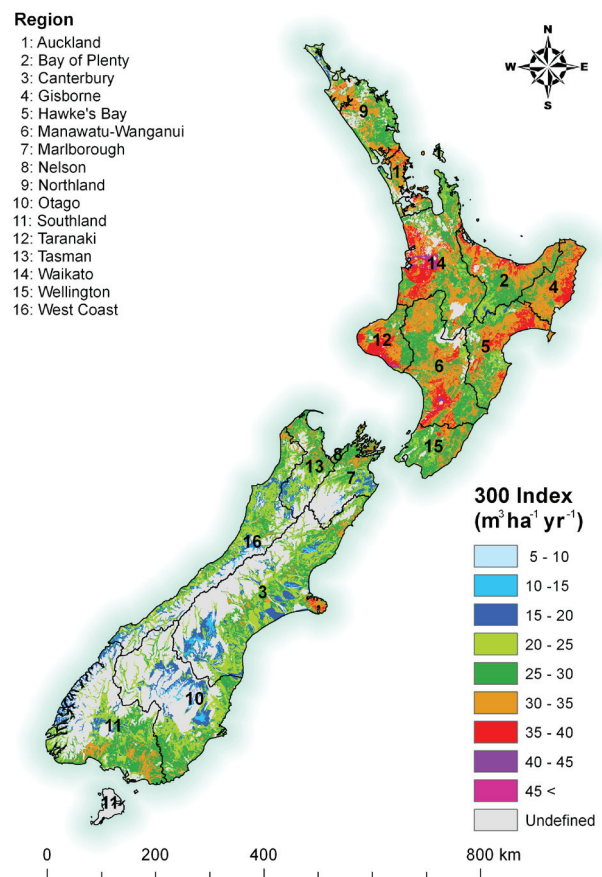 Region
1: Auckland
2: Bay of Plenty
3: Canterbury
4: Gisborne
5: Hawke's Bay
6: Manawatu-Wanganui
7: Marlborough
8: Nelson
9: Northland
10: Otago
11: Southland
12: Taranaki
13: Tasman
14: Waikato
15: Wellington
16: West Coast
N
W E
S
9
1
1
14
2
4
12
5
6
15
8
13
7
16
3
10
11
11
300 Index
(m³ ha⁻¹ yr⁻¹)
5 - 10
10 -15
15 - 20
20 - 25
25 - 30
30 - 35
35 - 40
40 - 45
45 <
Undefined
0 200 400 800 km